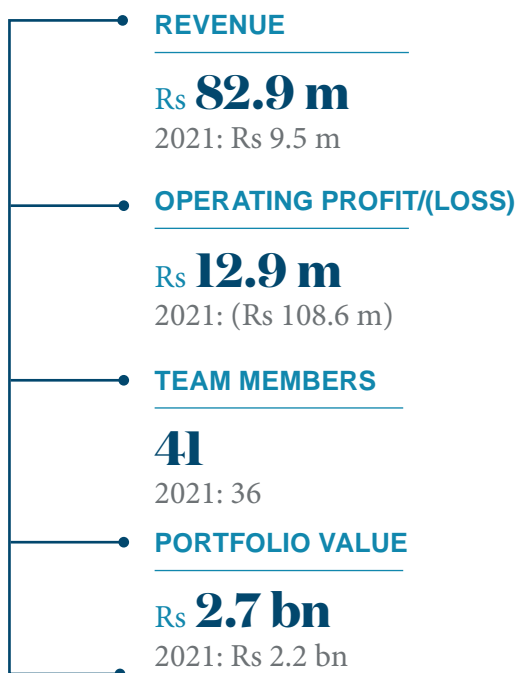 REVENUE
Rs 82.9 m
2021: Rs 9.5 m
OPERATING PROFIT/(LOSS)
Rs 12.9 m
2021: (Rs 108.6 m)
TEAM MEMBERS
41
2021: 36
PORTFOLIO VALUE
Rs 2.7 bn
2021: Rs 2.2 bn